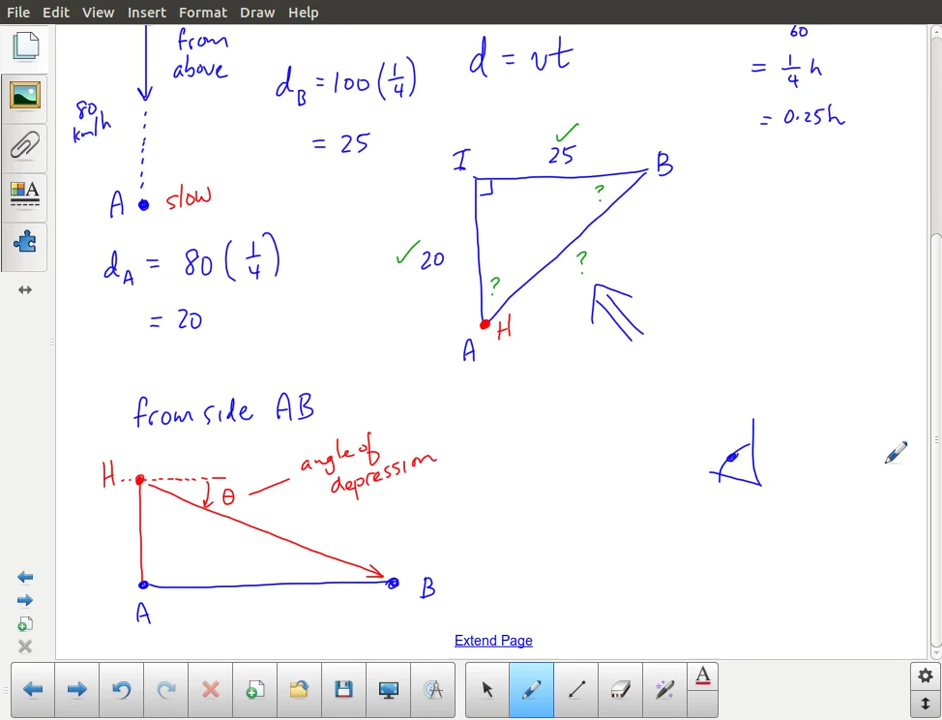 File Edit View Insert Format Draw Help
from
above
80
km/h
A slow
d_A = 80 (1/4)
= 20
d_B = 100 (1/4)
= 25
d = vt
60
= 1/4 h
= 0.25h
✓
25
I B
?
✓ 20
?
?
H
A
from side AB
H
θ
angle of
depression
A
B
Extend Page
A